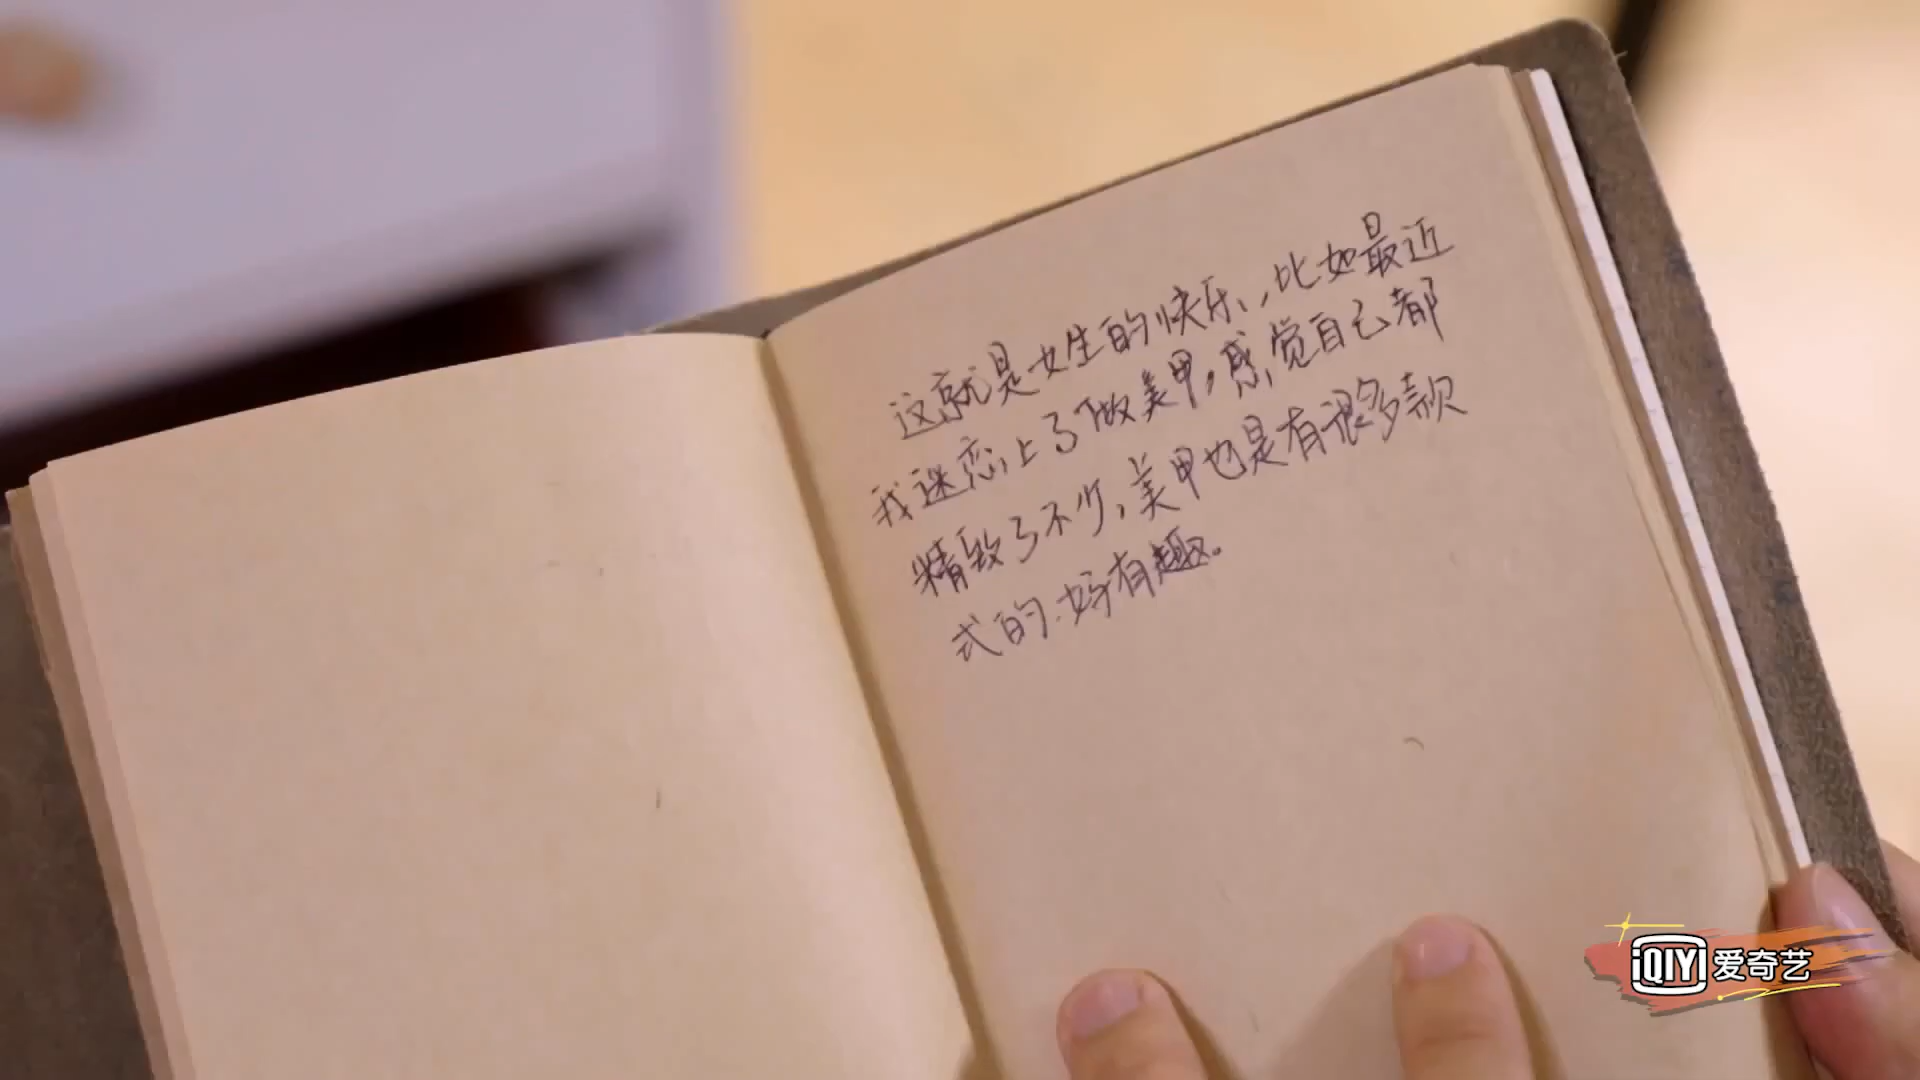 这就是女生的快乐，比如最近
我迷恋上了做美甲，感觉自己都
精致了不少，美甲也是有很多款
式的，好有趣。
iQIYI 爱奇艺